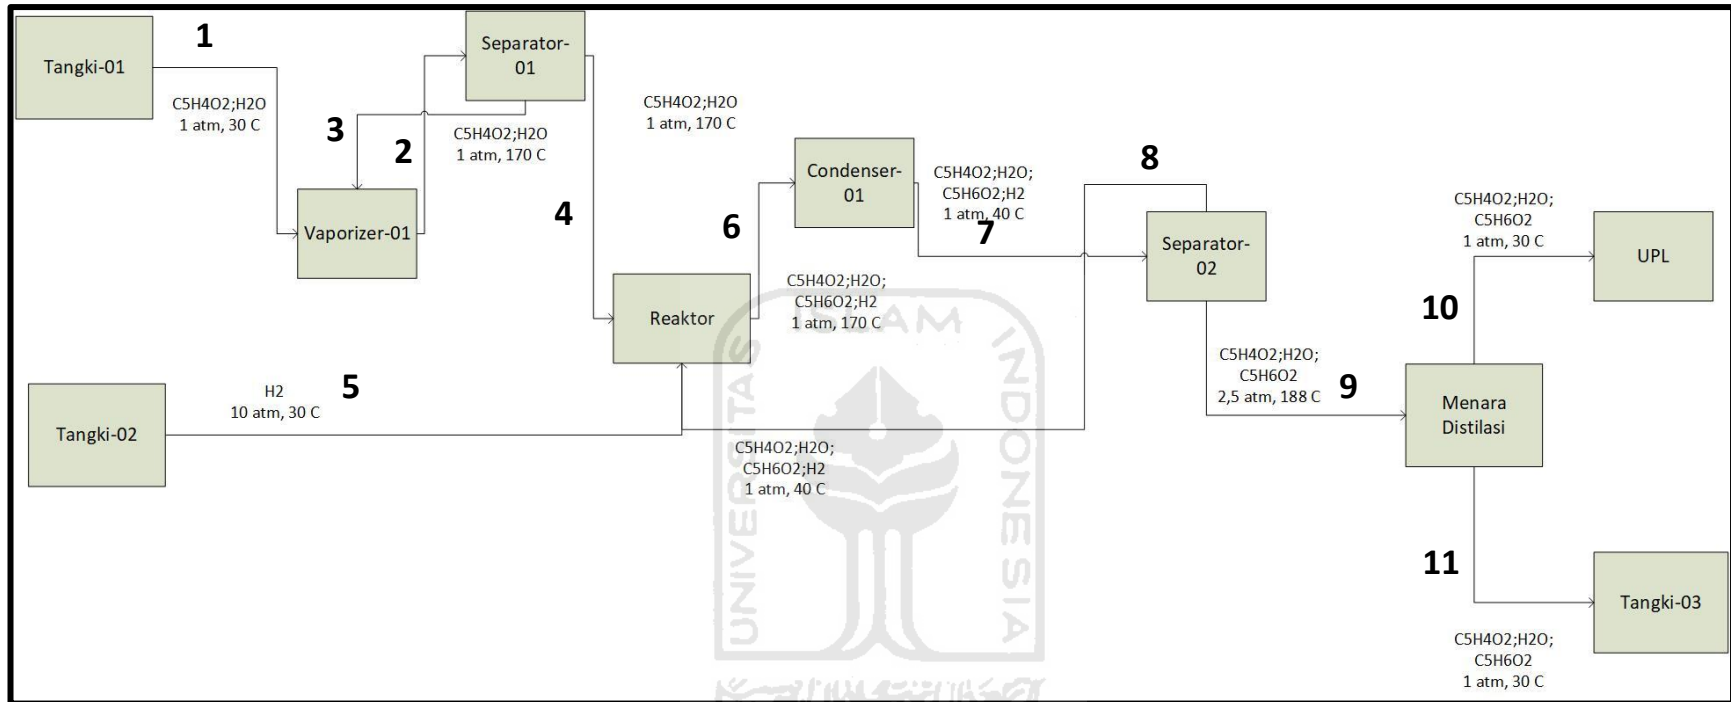 Tangki-01
1
C5H4O2;H2O
1 atm, 30 C
Separator-
01
3
2
C5H4O2;H2O
1 atm, 170 C
Vaporizer-01
C5H4O2;H2O
1 atm, 170 C
4
Condenser-
01
6
C5H4O2;H2O;
C5H6O2;H2
1 atm, 40 C
7
8
Separator-
02
C5H4O2;H2O;
C5H6O2
1 atm, 30 C
UPL
10
Reaktor
C5H4O2;H2O;
C5H6O2;H2
1 atm, 170 C
C5H4O2;H2O;
C5H6O2
2,5 atm, 188 C
9
H2
10 atm, 30 C
5
Tangki-02
C5H4O2;H2O;
C5H6O2;H2
1 atm, 40 C
Menara
Distilasi
11
Tangki-03
C5H4O2;H2O;
C5H6O2
1 atm, 30 C
UNIVERSITAS
ISLAM
INDONESIA